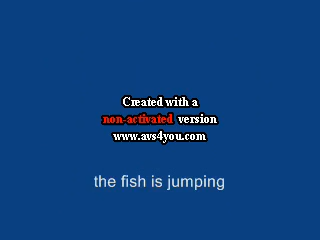 Created with a
non-activated version
www.avs4you.com
the fish is jumping